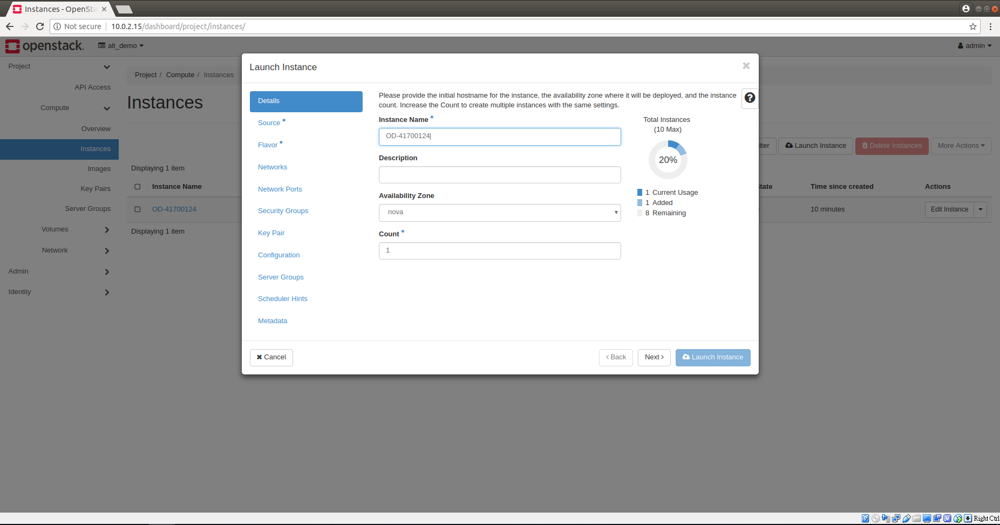 Instances - OpenSta
Not secure 10.0.2.15/dashboard/project/instances/
openstack. alt_demo admin
Project
API Access
Compute
Overview
Instances
Images
Key Pairs
Server Groups
Volumes
Network
Admin
Identity
Project / Compute / Instances
Instances
lter Launch Instance Delete Instances More Actions
Displaying 1 item
Instance Name tate Time since created Actions
OD-41700124 10 minutes Edit Instance
Displaying 1 item
Launch Instance
Details
Source *
Flavor *
Networks
Network Ports
Security Groups
Key Pair
Configuration
Server Groups
Scheduler Hints
Metadata
Please provide the initial hostname for the instance, the availability zone where it will be deployed, and the instance
count. Increase the Count to create multiple instances with the same settings.
Instance Name *
OD-41700124
Description
Availability Zone
nova
Count *
1
Total Instances
(10 Max)
20%
1 Current Usage
1 Added
8 Remaining
Cancel
Back
Next
Launch Instance
Right Ctrl